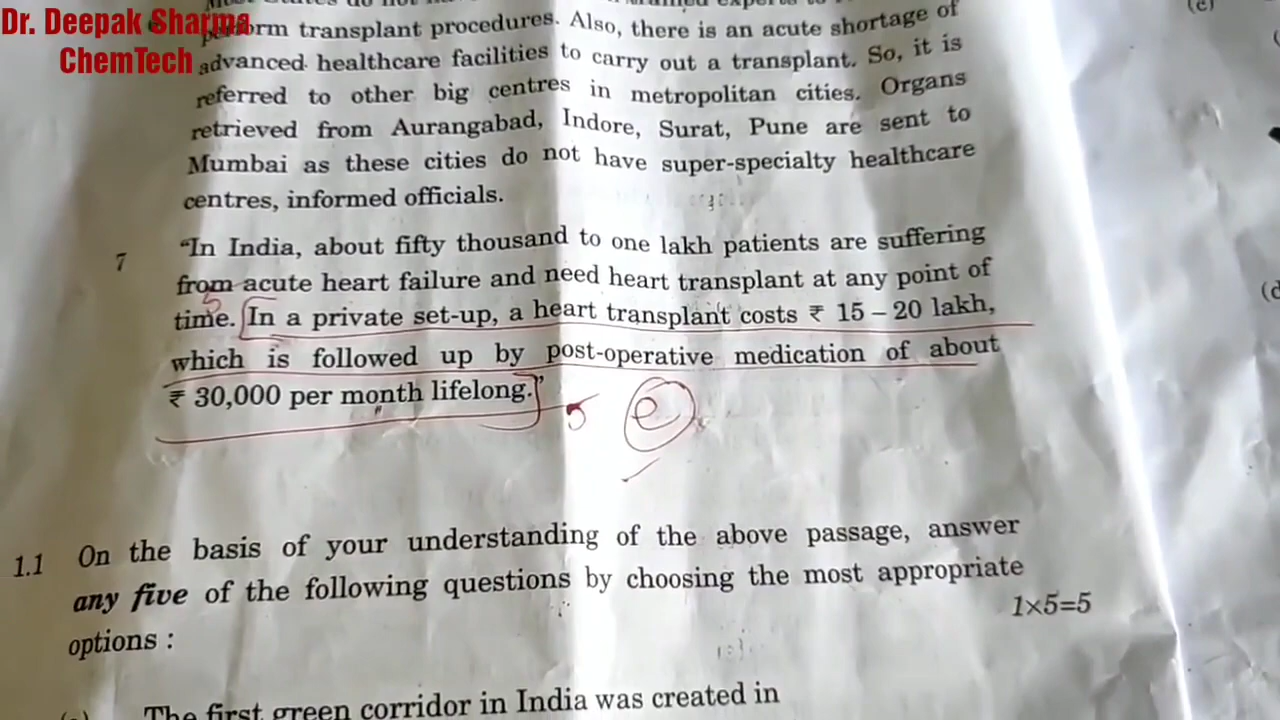 Dr. Deepak Sharma
ChemTech
perform transplant procedures. Also, there is an acute shortage of
advanced healthcare facilities to carry out a transplant. So, it is
referred to other big centres in metropolitan cities. Organs
retrieved from Aurangabad, Indore, Surat, Pune are sent to
Mumbai as these cities do not have super-specialty healthcare
centres, informed officials.
7 “In India, about fifty thousand to one lakh patients are suffering
from acute heart failure and need heart transplant at any point of
time. In a private set-up, a heart transplant costs ₹ 15 – 20 lakh,
which is followed up by post-operative medication of about
₹ 30,000 per month lifelong.”
e
1.1 On the basis of your understanding of the above passage, answer
any five of the following questions by choosing the most appropriate
options :
1×5=5
The first green corridor in India was created in
(c)
(d